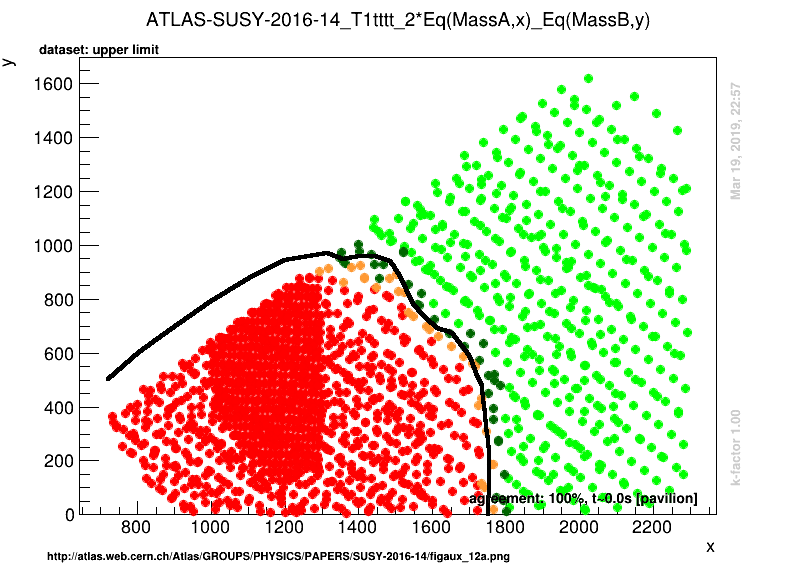 ATLAS-SUSY-2016-14_T1tttt_2*Eq(MassA,x)_Eq(MassB,y)
dataset: upper limit
y
1600
1400
1200
1000
800
600
400
200
0
800 1000 1200 1400 1600 1800 2000 2200
x
Mar 19, 2019, 22:57
k-factor 1.00
agreement: 100%, t-0.0s [pavilion]
http://atlas.web.cern.ch/Atlas/GROUPS/PHYSICS/PAPERS/SUSY-2016-14/figaux_12a.png